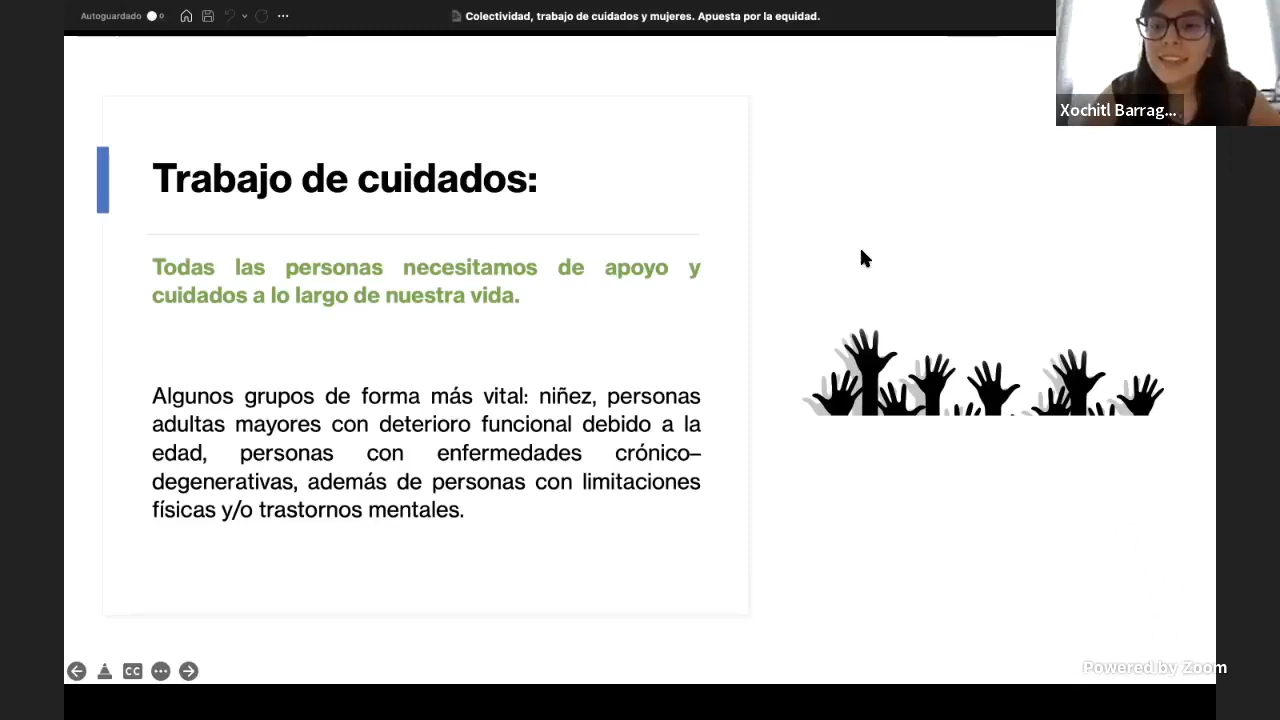 Autoguardado
Colectividad, trabajo de cuidados y mujeres. Apuesta por la equidad.
Xochitl Barrag...
Trabajo de cuidados:
Todas las personas necesitamos de apoyo y
cuidados a lo largo de nuestra vida.
Algunos grupos de forma más vital: niñez, personas
adultas mayores con deterioro funcional debido a la
edad, personas con enfermedades crónico–
degenerativas, además de personas con limitaciones
físicas y/o trastornos mentales.
CC
Powered by Zoom